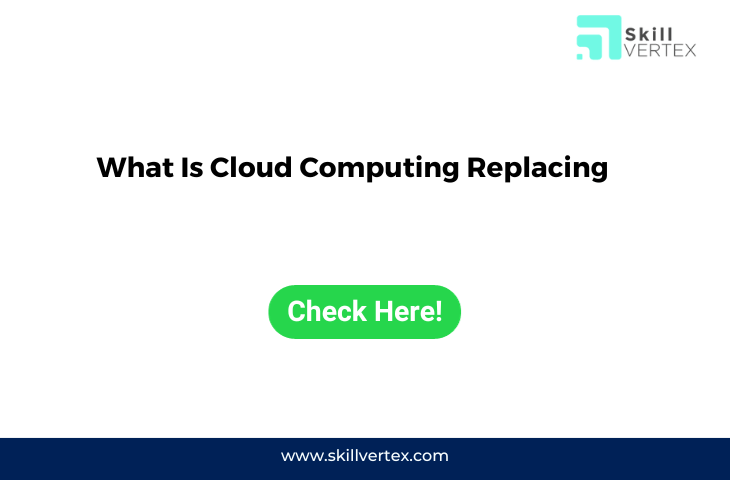 Skill
VERTEX
What Is Cloud Computing Replacing
Check Here!
www.skillvertex.com